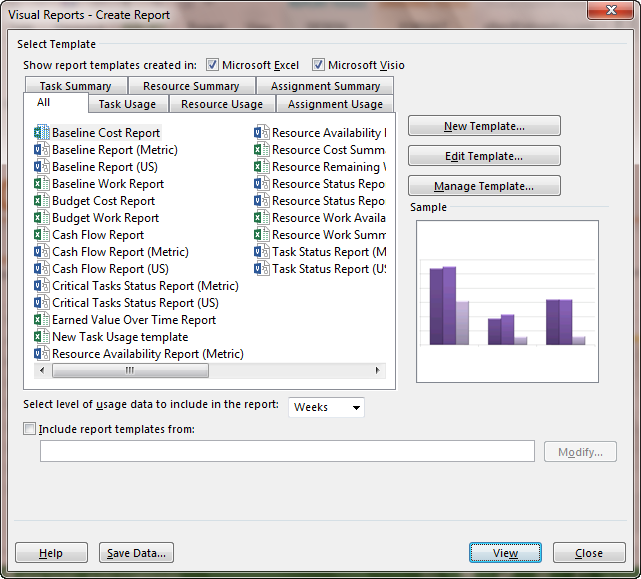 Visual Reports - Create Report
Select Template
Show report templates created in: Microsoft Excel Microsoft Visio
Task Summary Resource Summary Assignment Summary
All Task Usage Resource Usage Assignment Usage
Baseline Cost Report
Baseline Report (Metric)
Baseline Report (US)
Baseline Work Report
Budget Cost Report
Budget Work Report
Cash Flow Report
Cash Flow Report (Metric)
Cash Flow Report (US)
Critical Tasks Status Report (Metric)
Critical Tasks Status Report (US)
Earned Value Over Time Report
New Task Usage template
Resource Availability Report (Metric)
Resource Availability
Resource Cost Summa
Resource Remaining
Resource Status Repo
Resource Status Repo
Resource Work Availa
Resource Work Summ
Task Status Report (M
Task Status Report (US
New Template...
Edit Template...
Manage Template...
Sample
Select level of usage data to include in the report: Weeks
Include report templates from:
Modify...
Help Save Data... View Close